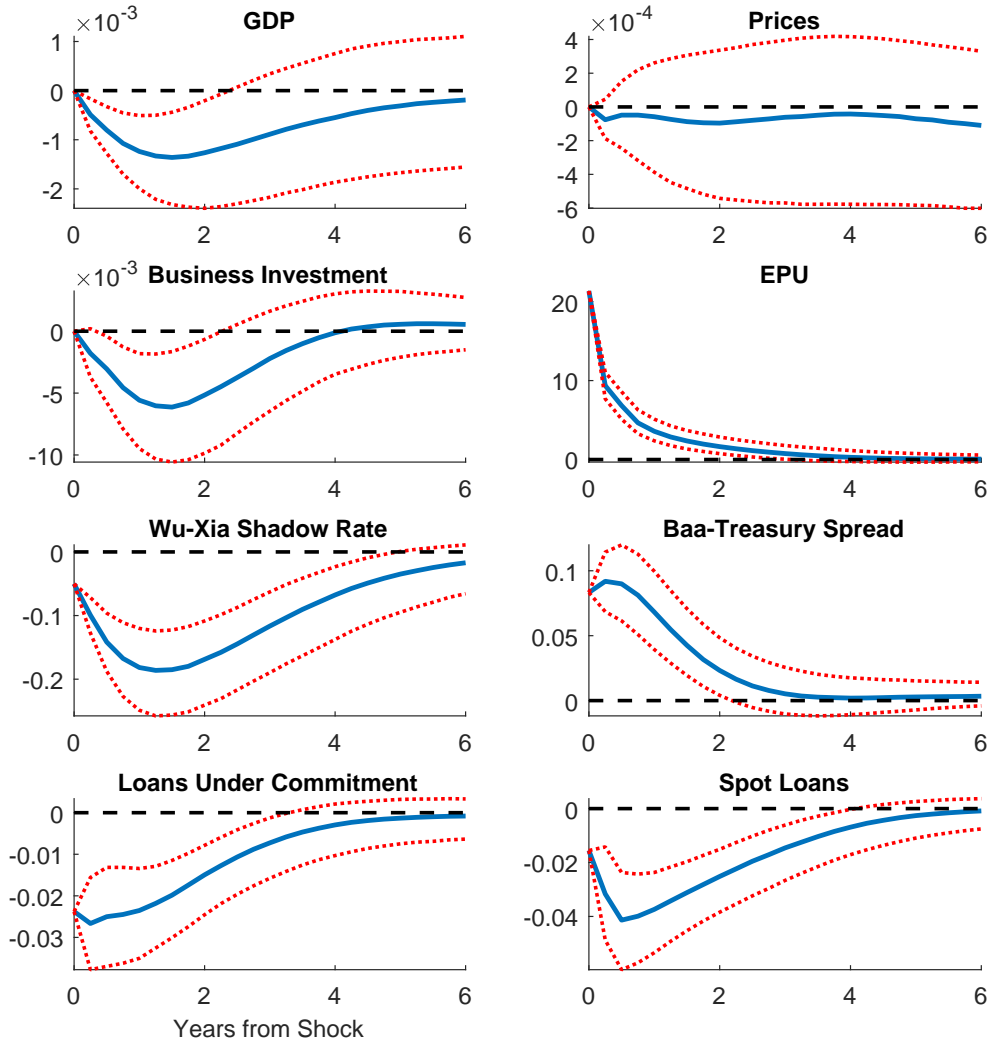 ×10-3
GDP
1
0
-1
-2
0 2 4 6
×10-4
Prices
4
2
0
-2
-4
-6
0 2 4 6
×10-3
Business Investment
0
-5
-10
0 2 4 6
EPU
20
10
0
0 2 4 6
Wu-Xia Shadow Rate
0
-0.1
-0.2
0 2 4 6
Baa-Treasury Spread
0.1
0.05
0
0 2 4 6
Loans Under Commitment
0
-0.01
-0.02
-0.03
0 2 4 6
Years from Shock
Spot Loans
0
-0.02
-0.04
0 2 4 6